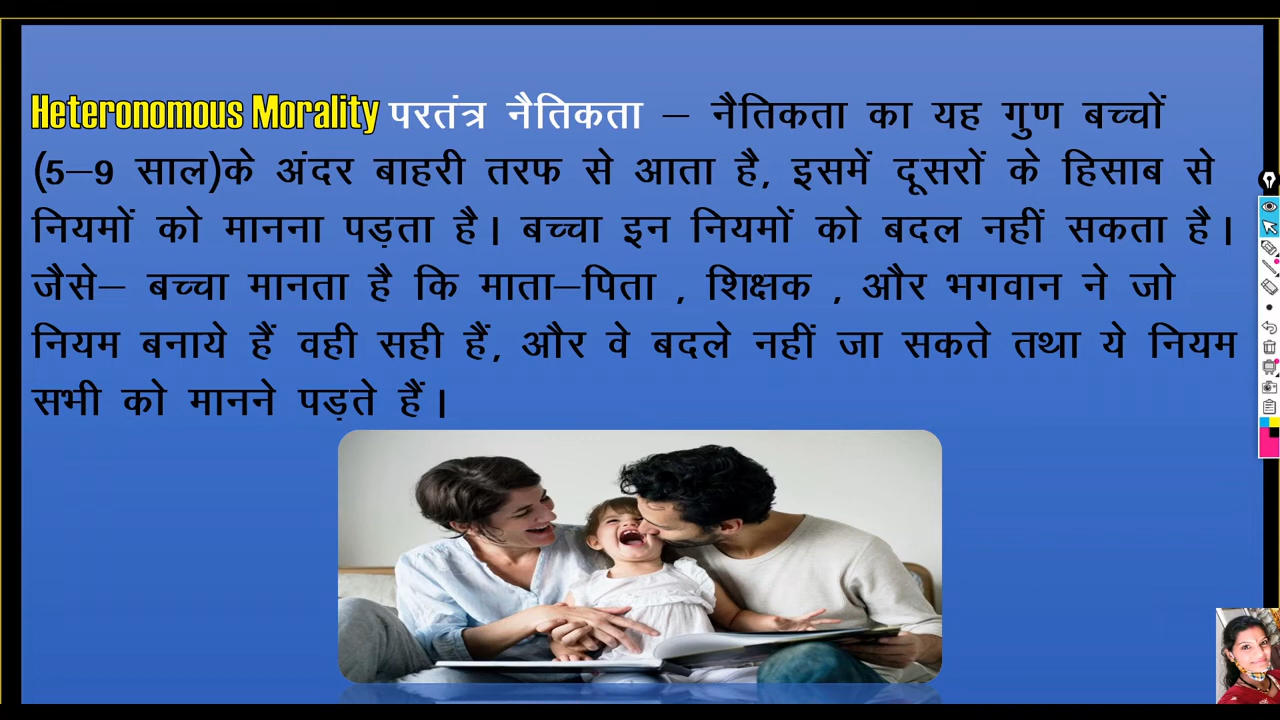 Heteronomous Morality परतंत्र नैतिकता – नैतिकता का यह गुण बच्चों
(5–9 साल)के अंदर बाहरी तरफ से आता है, इसमें दूसरों के हिसाब से
नियमों को मानना पड़ता है। बच्चा इन नियमों को बदल नहीं सकता है।
जैसे– बच्चा मानता है कि माता–पिता , शिक्षक , और भगवान ने जो
नियम बनाये हैं वही सही हैं, और वे बदले नहीं जा सकते तथा ये नियम
सभी को मानने पड़ते हैं।